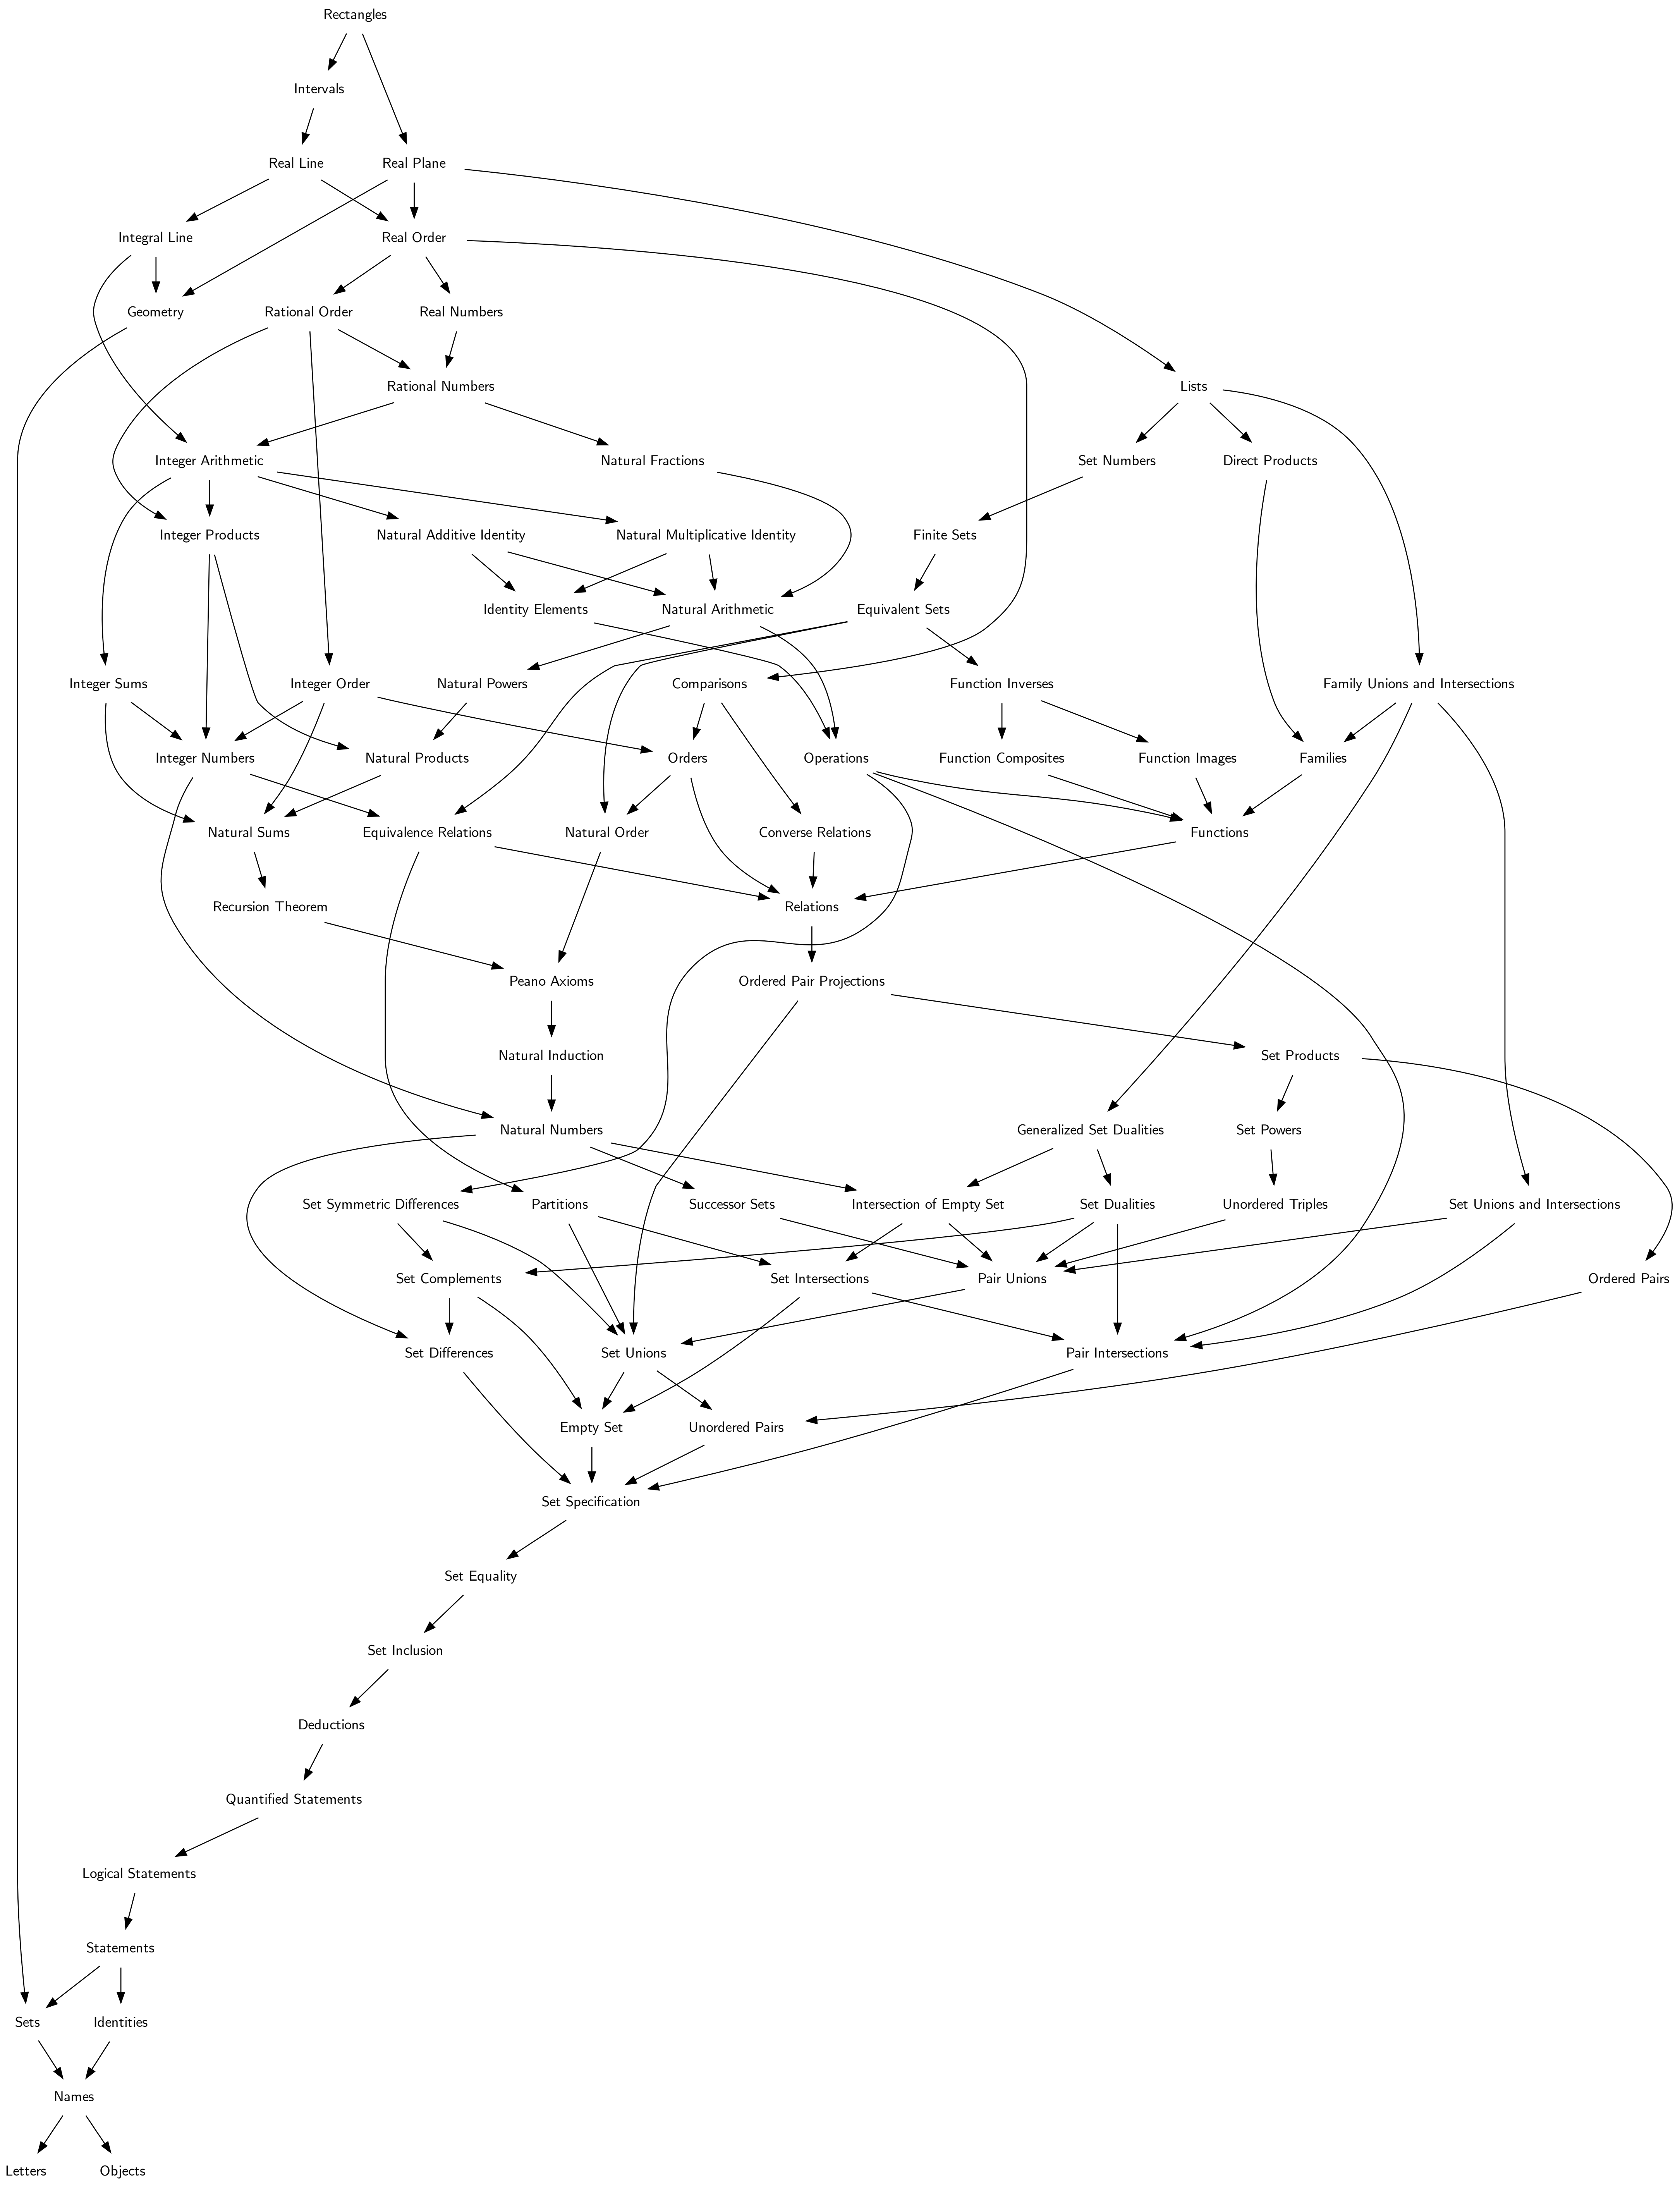 Rectangles
Intervals
Real Line
Real Plane
Integral Line
Real Order
Geometry
Rational Order
Real Numbers
Rational Numbers
Lists
Integer Arithmetic
Natural Fractions
Set Numbers
Direct Products
Integer Products
Natural Additive Identity
Natural Multiplicative Identity
Finite Sets
Identity Elements
Natural Arithmetic
Equivalent Sets
Integer Sums
Integer Order
Natural Powers
Comparisons
Function Inverses
Family Unions and Intersections
Integer Numbers
Natural Products
Orders
Operations
Function Composites
Function Images
Families
Natural Sums
Equivalence Relations
Natural Order
Converse Relations
Functions
Recursion Theorem
Relations
Peano Axioms
Ordered Pair Projections
Natural Induction
Set Products
Natural Numbers
Generalized Set Dualities
Set Powers
Set Symmetric Differences
Partitions
Successor Sets
Intersection of Empty Set
Set Dualities
Unordered Triples
Set Unions and Intersections
Set Complements
Set Intersections
Pair Unions
Ordered Pairs
Set Differences
Set Unions
Pair Intersections
Empty Set
Unordered Pairs
Set Specification
Set Equality
Set Inclusion
Deductions
Quantified Statements
Logical Statements
Statements
Sets
Identities
Names
Letters
Objects